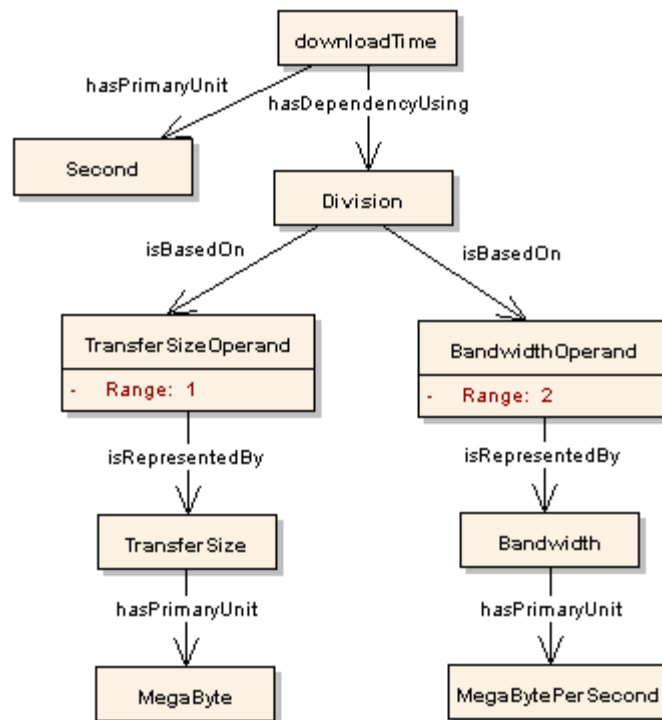 downloadTime
hasPrimaryUnit
hasDependencyUsing
Second
Division
isBasedOn
isBasedOn
TransferSizeOperand
- Range: 1
BandwidthOperand
- Range: 2
isRepresentedBy
isRepresentedBy
TransferSize
Bandwidth
hasPrimaryUnit
hasPrimaryUnit
MegaByte
MegaBytePerSecond